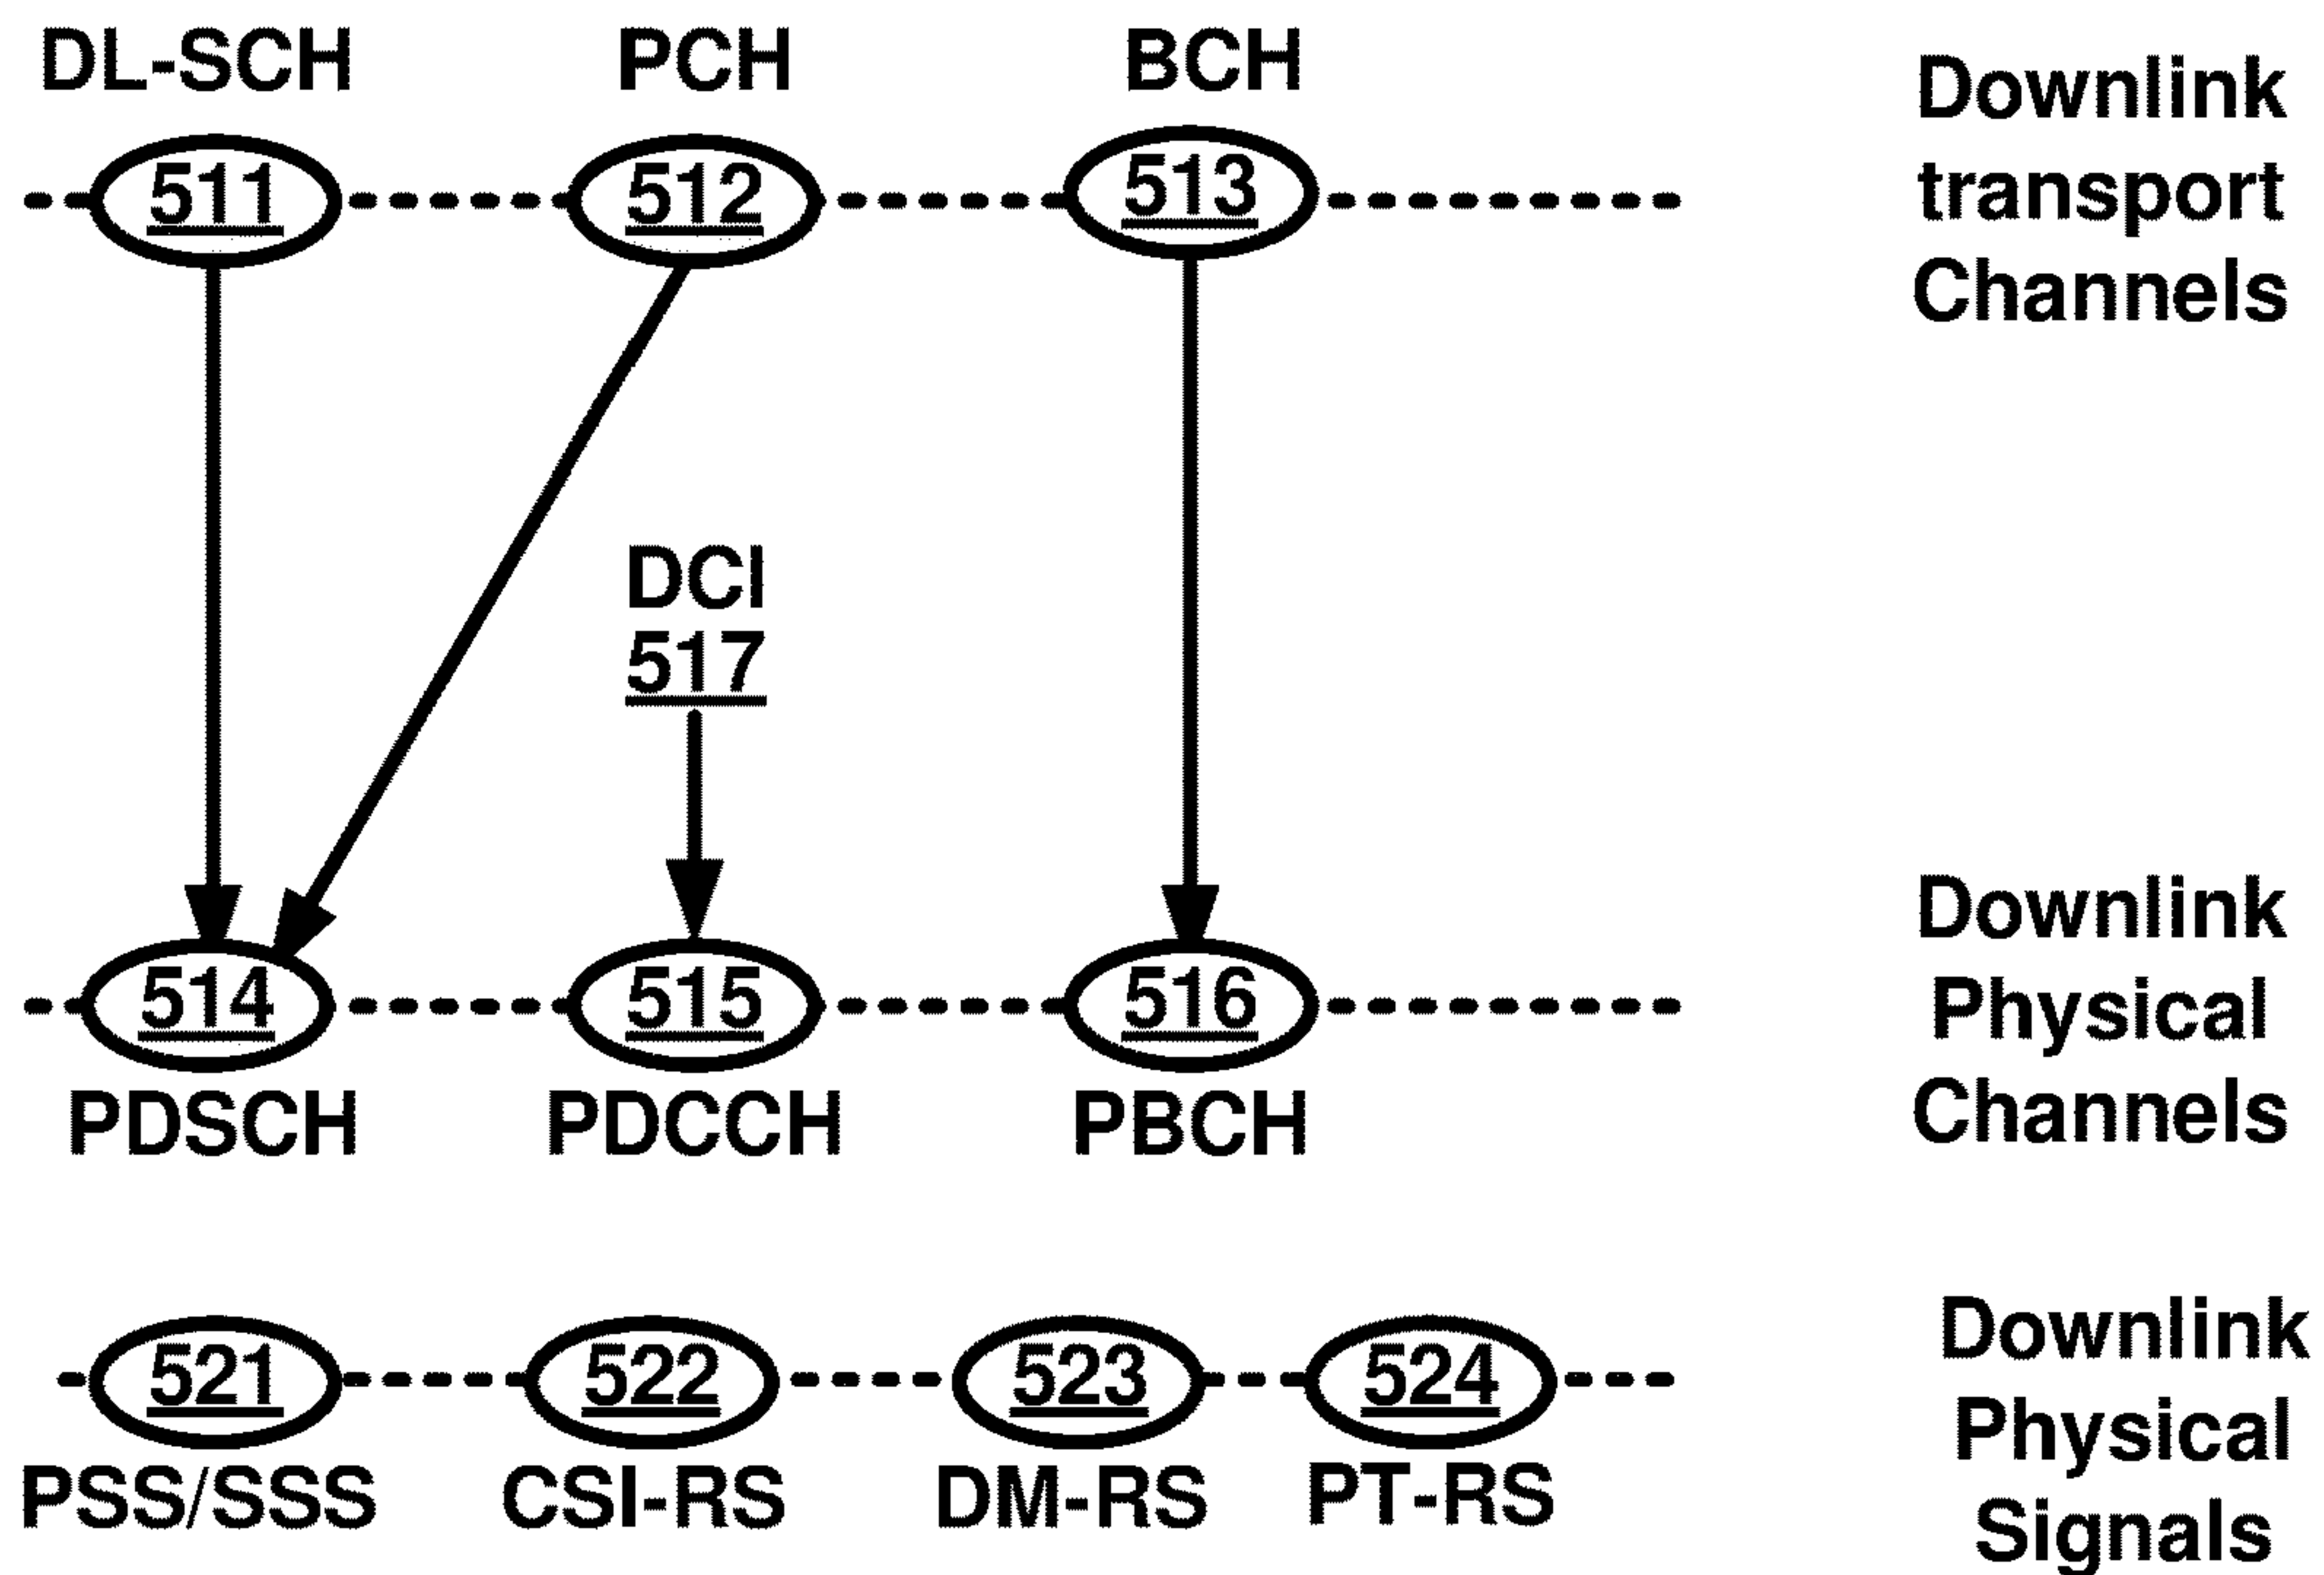 DL-SCH PCH BCH
511 512 513
Downlink
transport
Channels
DCI
517
514 515 516
PDSCH PDCCH PBCH
Downlink
Physical
Channels
521 522 523 524
PSS/SSS CSI-RS DM-RS PT-RS
Downlink
Physical
Signals